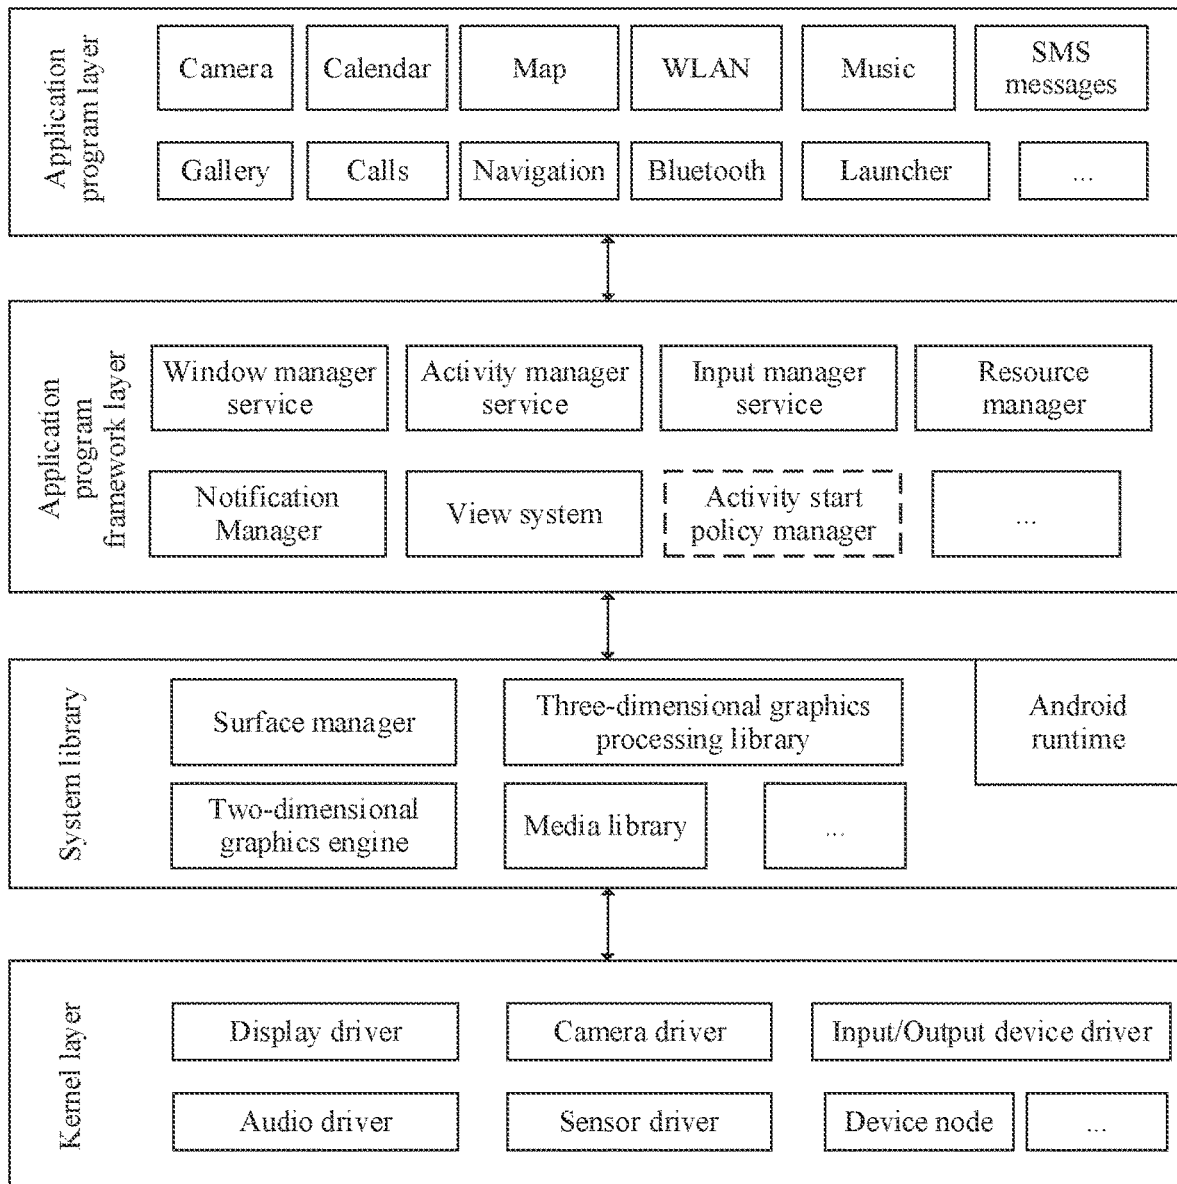 Application
program layer
Camera
Calendar
Map
WLAN
Music
SMS
messages
Gallery
Calls
Navigation
Bluetooth
Launcher
...
Application
program
framework layer
Window manager
service
Activity manager
service
Input manager
service
Resource
manager
Notification
Manager
View system
Activity start
policy manager
...
System library
Surface manager
Three-dimensional graphics
processing library
Android
runtime
Two-dimensional
graphics engine
Media library
...
Kernel layer
Display driver
Camera driver
Input/Output device driver
Audio driver
Sensor driver
Device node
...